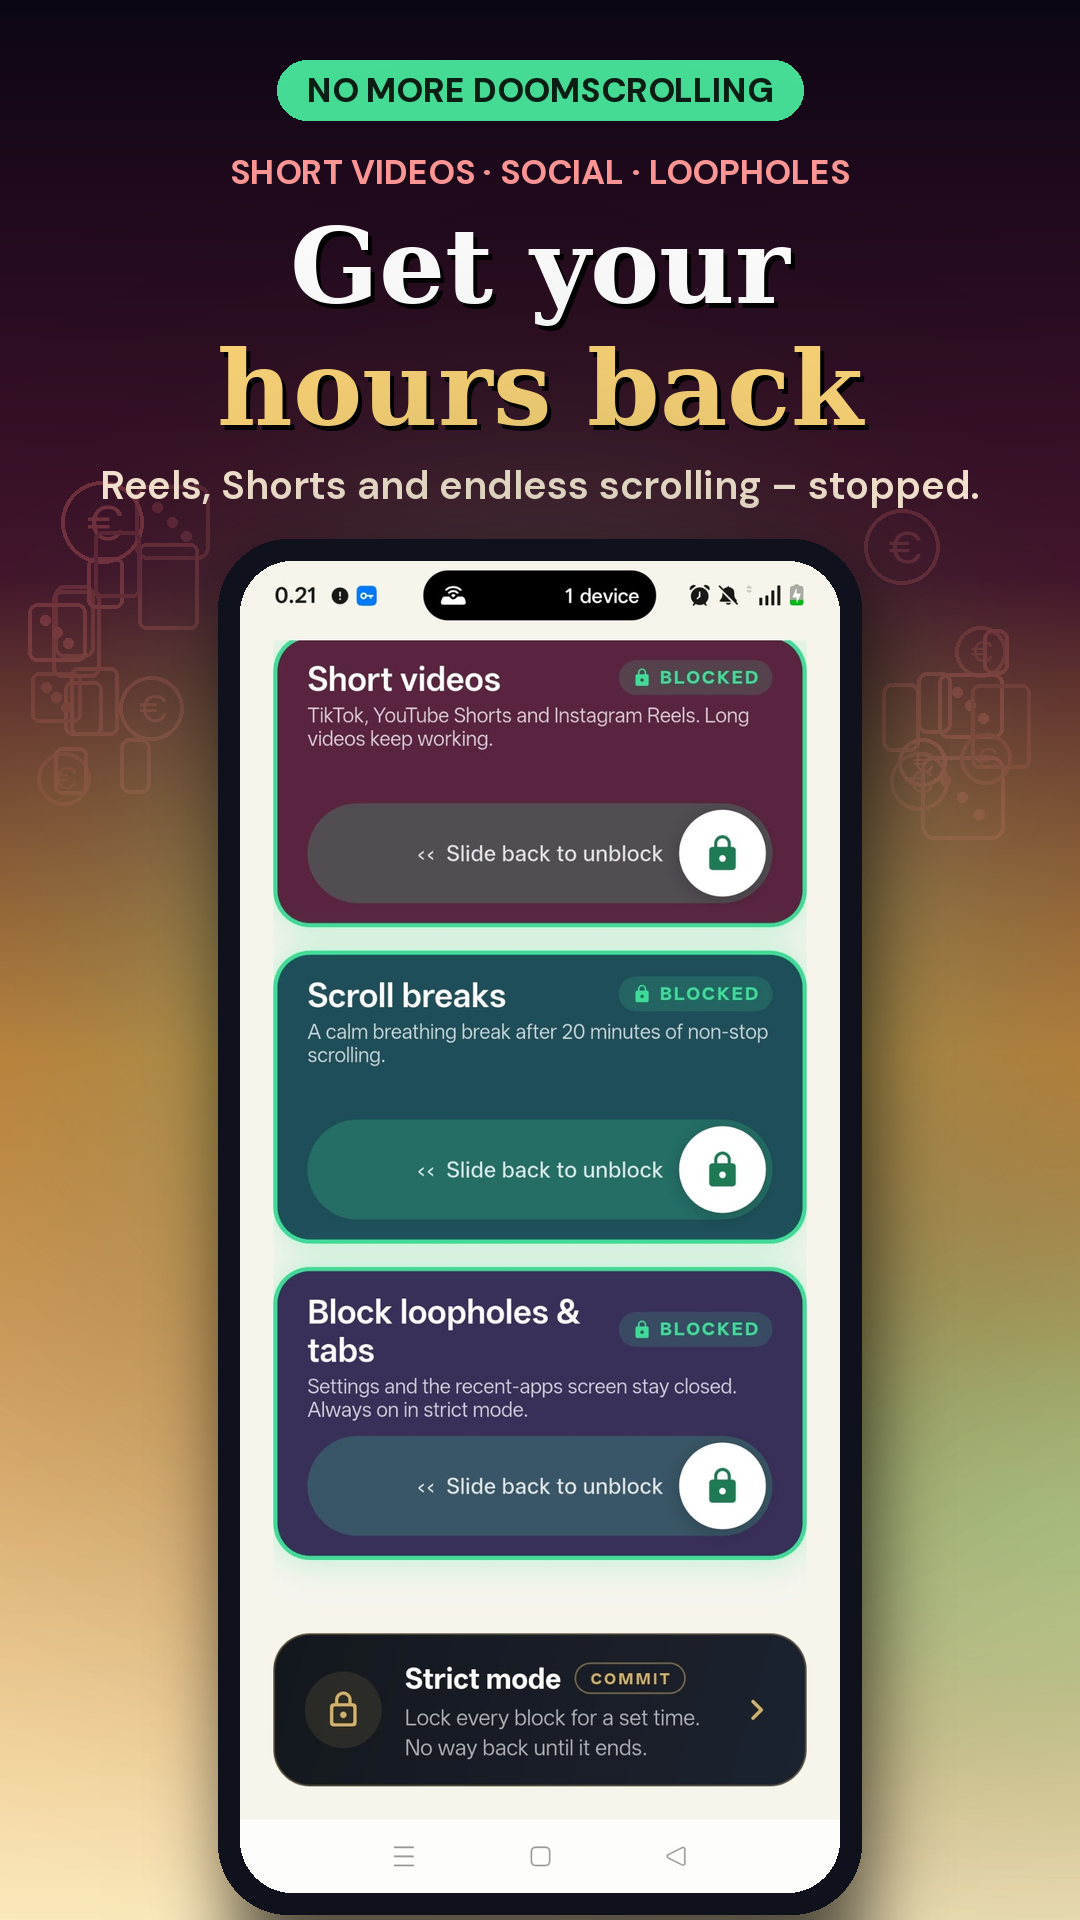 NO MORE DOOMSCROLLING
SHORT VIDEOS · SOCIAL · LOOPHOLES
Get your
hours back
Reels, Shorts and endless scrolling – stopped.
0.21
1 device
Short videos
BLOCKED
TikTok, YouTube Shorts and Instagram Reels. Long
videos keep working.
‹‹ Slide back to unblock
Scroll breaks
BLOCKED
A calm breathing break after 20 minutes of non-stop
scrolling.
‹‹ Slide back to unblock
Block loopholes &
tabs
BLOCKED
Settings and the recent-apps screen stay closed.
Always on in strict mode.
‹‹ Slide back to unblock
Strict mode
COMMIT
Lock every block for a set time.
No way back until it ends.